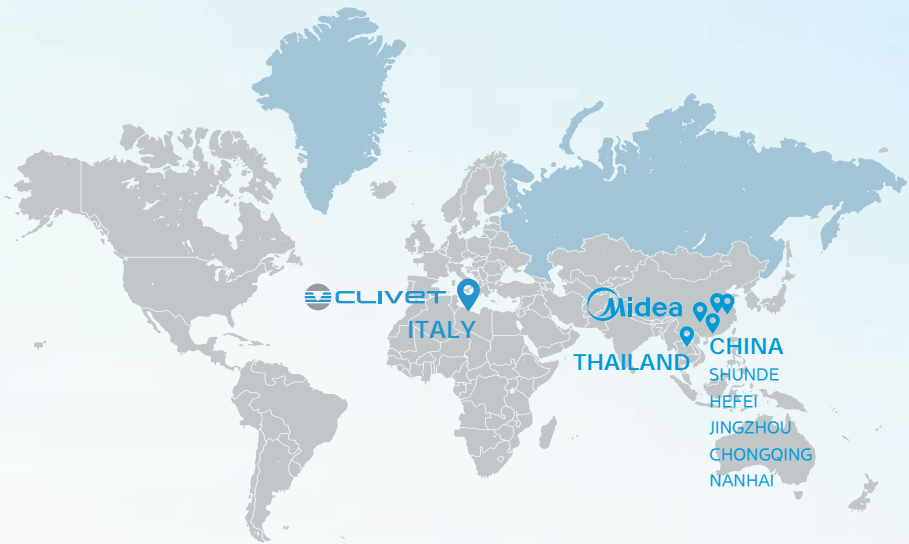 CLIVET
ITALY
Midea
THAILAND
CHINA
SHUNDE
HEFEI
JINGZHOU
CHONGQING
NANHAI